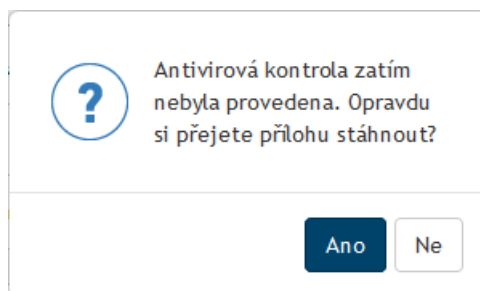 ?
Antivirová kontrola zatím
nebyla provedena. Opravdu
si přejete přílohu stáhnout?
Ano Ne